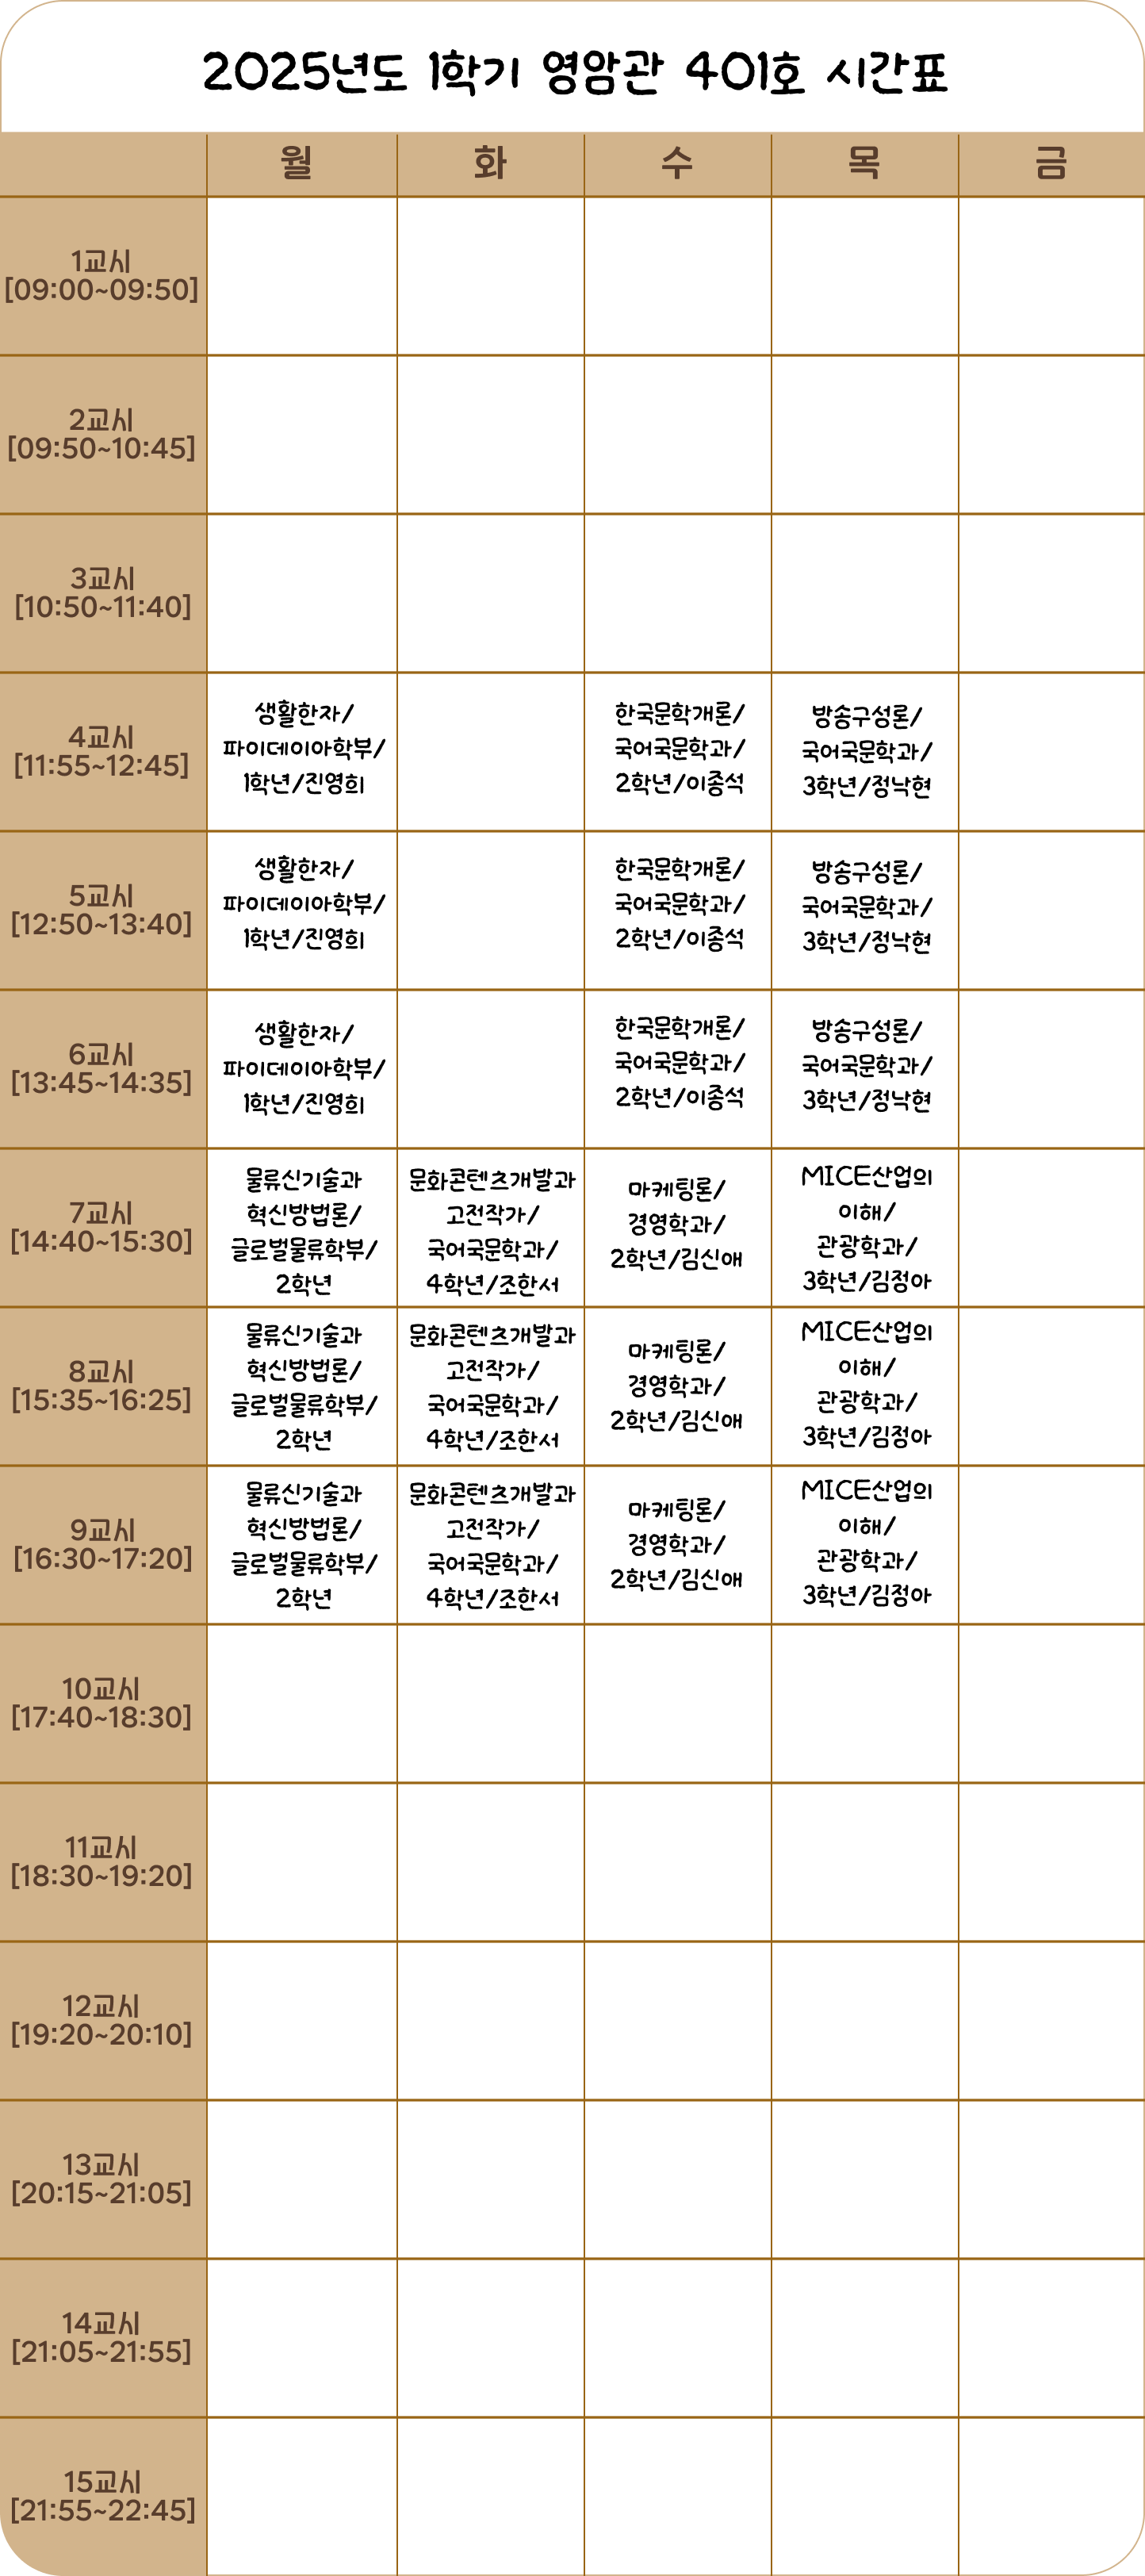 2025년도 1학기 영암관 401호 시간표
월 화 수 목 금
1교시
[09:00~09:50]
2교시
[09:50~10:45]
3교시
[10:50~11:40]
4교시
[11:55~12:45]
생활한자/
파이데이아학부/
1학년/진영희
한국문학개론/
국어국문학과/
2학년/이종석
방송구성론/
국어국문학과/
3학년/정낙현
5교시
[12:50~13:40]
생활한자/
파이데이아학부/
1학년/진영희
한국문학개론/
국어국문학과/
2학년/이종석
방송구성론/
국어국문학과/
3학년/정낙현
6교시
[13:45~14:35]
생활한자/
파이데이아학부/
1학년/진영희
한국문학개론/
국어국문학과/
2학년/이종석
방송구성론/
국어국문학과/
3학년/정낙현
7교시
[14:40~15:30]
물류신기술과
혁신방법론/
글로벌물류학부/
2학년
문화콘텐츠개발과
고전작가/
국어국문학과/
4학년/조한서
마케팅론/
경영학과/
2학년/김신애
MICE산업의
이해/
관광학과/
3학년/김정아
8교시
[15:35~16:25]
물류신기술과
혁신방법론/
글로벌물류학부/
2학년
문화콘텐츠개발과
고전작가/
국어국문학과/
4학년/조한서
마케팅론/
경영학과/
2학년/김신애
MICE산업의
이해/
관광학과/
3학년/김정아
9교시
[16:30~17:20]
물류신기술과
혁신방법론/
글로벌물류학부/
2학년
문화콘텐츠개발과
고전작가/
국어국문학과/
4학년/조한서
마케팅론/
경영학과/
2학년/김신애
MICE산업의
이해/
관광학과/
3학년/김정아
10교시
[17:40~18:30]
11교시
[18:30~19:20]
12교시
[19:20~20:10]
13교시
[20:15~21:05]
14교시
[21:05~21:55]
15교시
[21:55~22:45]